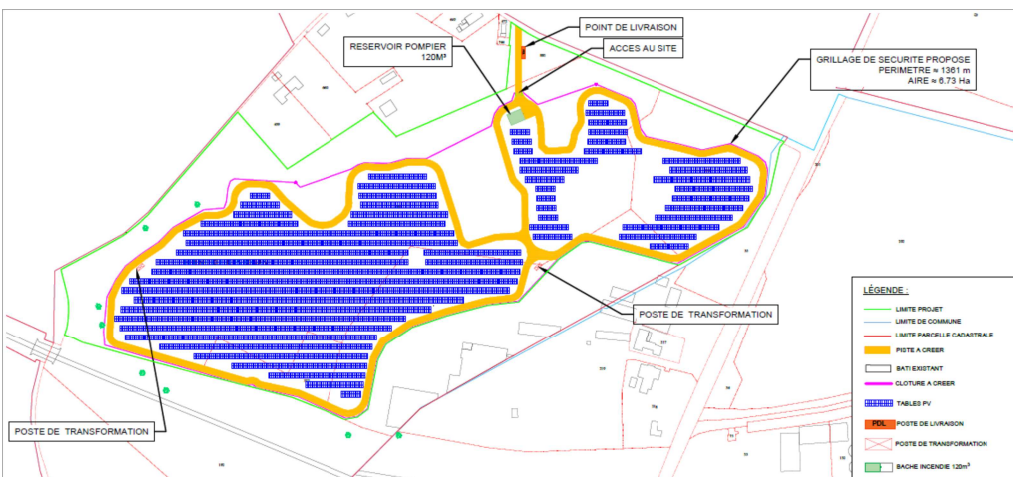 POINT DE LIVRAISON
RESERVOIR POMPIER
120M³
ACCES AU SITE
GRILLAGE DE SECURITE PROPOSE
PERIMETRE ≈ 1361 m
AIRE ≈ 6.73 Ha
POSTE DE TRANSFORMATION
POSTE DE TRANSFORMATION
LÉGENDE :
LIMITE PROJET
LIMITE DE COMMUNE
LIMITE PARCELLE CADASTRALE
PISTE A CREER
BATI EXISTANT
CLOTURE A CREER
TABLES PV
PDL POSTE DE LIVRAISON
POSTE DE TRANSFORMATION
BACHE INCENDIE 120m³